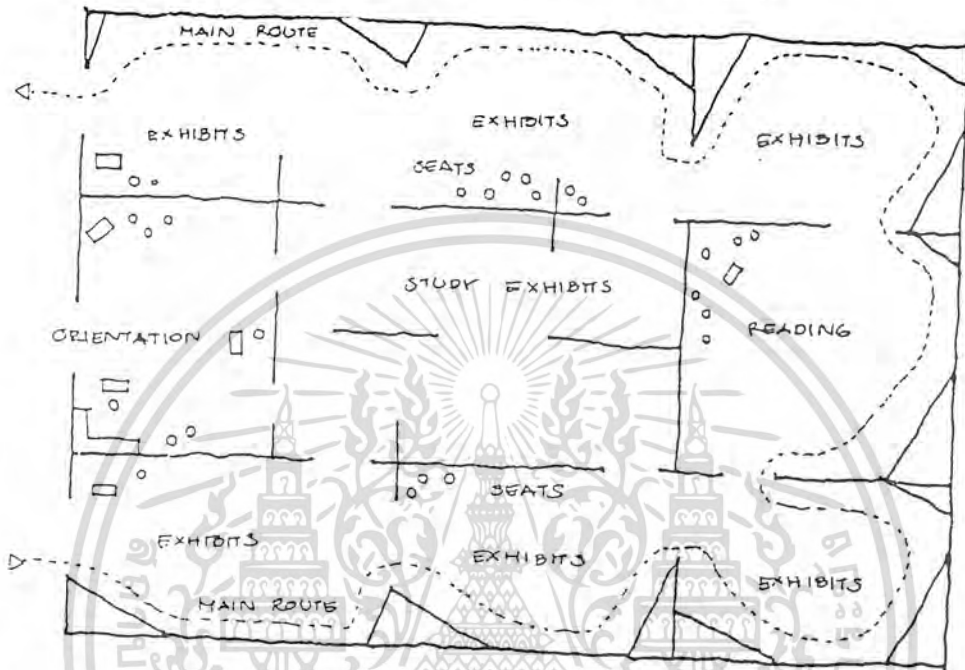 MAIN ROUTE
EXHIBITS
EXHIBITS
EXHIBITS
SEATS
STUDY EXHIBITS
ORIENTATION
READING
SEATS
EXHIBITS
EXHIBITS
EXHIBITS
MAIN ROUTE